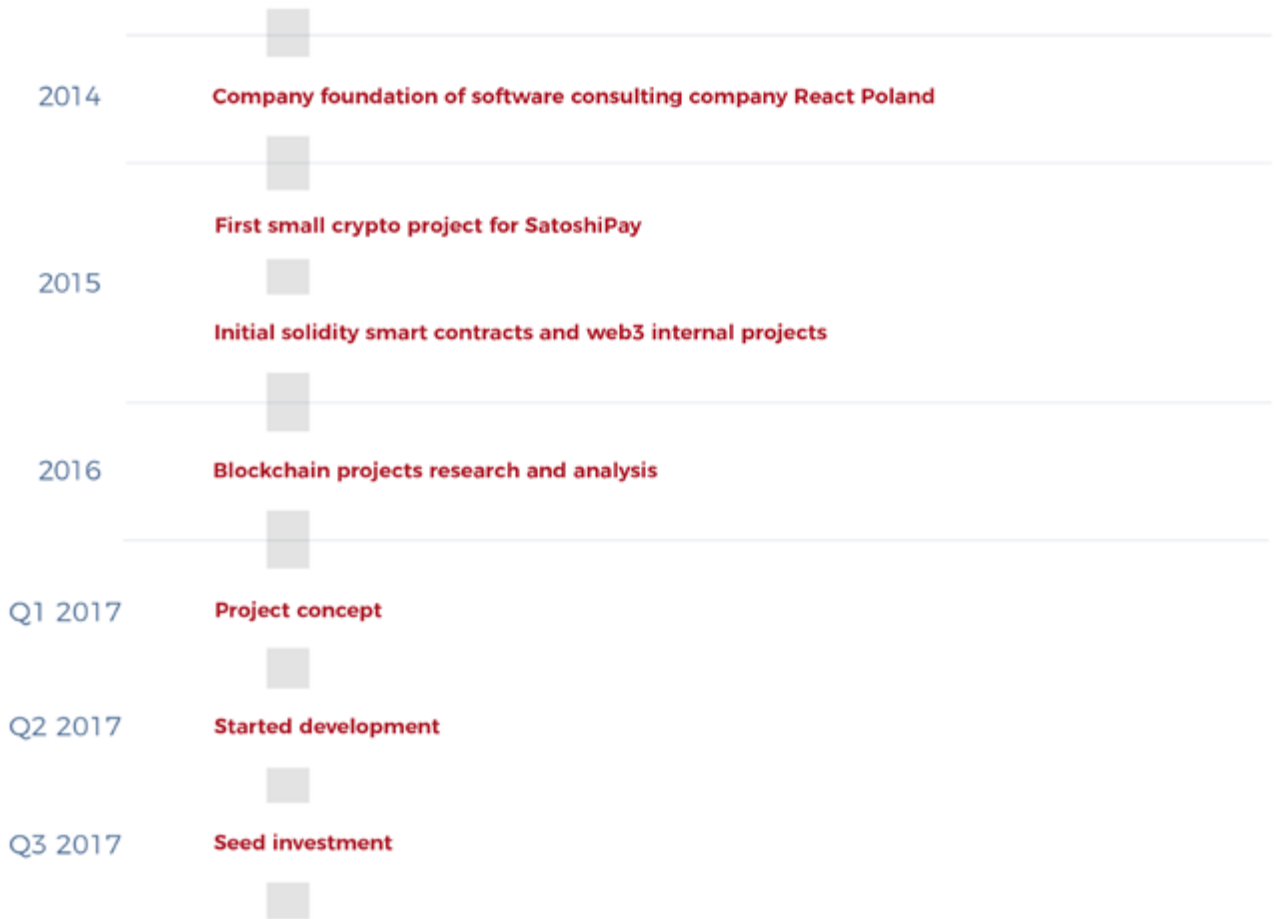 2014
Company foundation of software consulting company React Poland
First small crypto project for SatoshiPay
2015
Initial solidity smart contracts and web3 internal projects
2016
Blockchain projects research and analysis
Q1 2017
Project concept
Q2 2017
Started development
Q3 2017
Seed investment